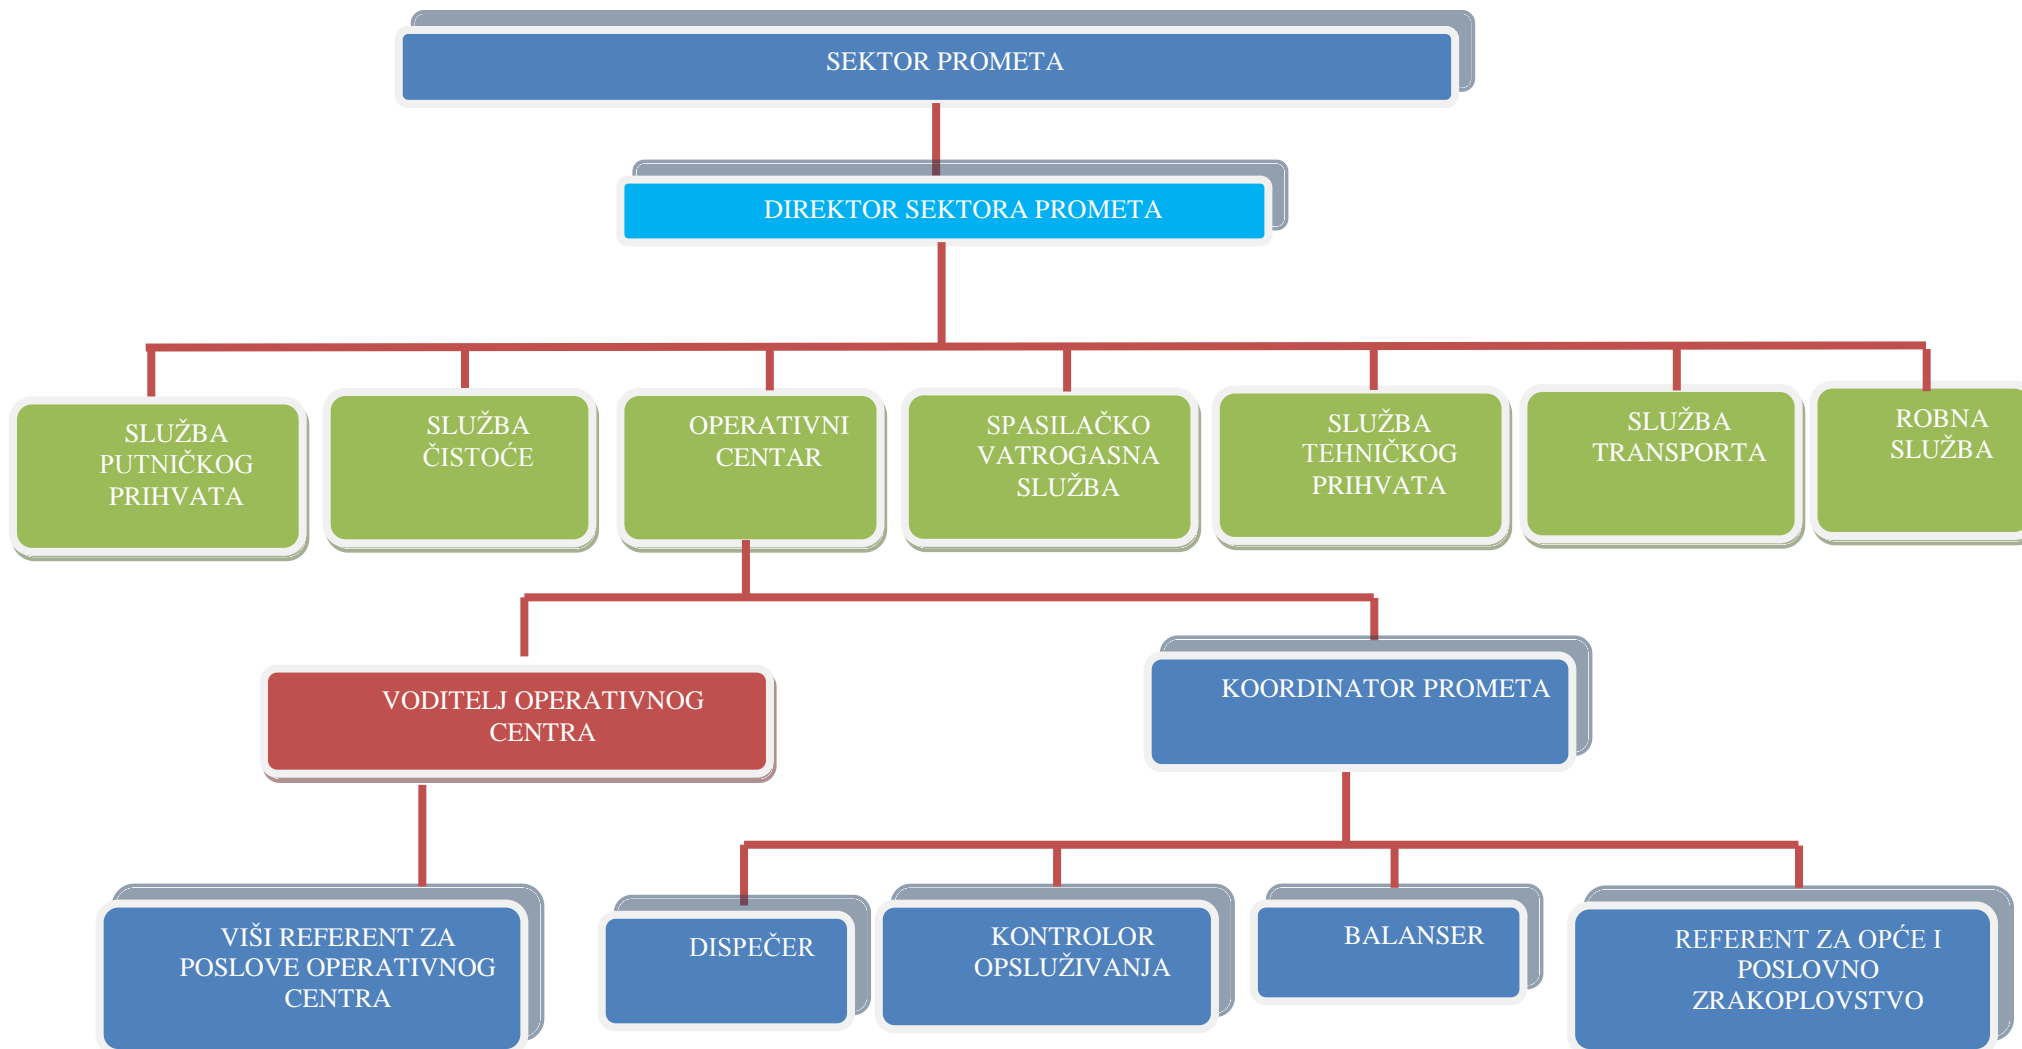 SEKTOR PROMETA
DIREKTOR SEKTORA PROMETA
SLUŽBA
PUTNIČKOG
PRIHVATA
SLUŽBA
ČISTOĆE
OPERATIVNI
CENTAR
SPASILAČKO
VATROGASNA
SLUŽBA
SLUŽBA
TEHNIČKOG
PRIHVATA
SLUŽBA
TRANSPORTA
ROBNA
SLUŽBA
VODITELJ OPERATIVNOG
CENTRA
KOORDINATOR PROMETA
VIŠI REFERENT ZA
POSLOVE OPERATIVNOG
CENTRA
DISPEČER
KONTROLOR
OPSLUŽIVANJA
BALANSER
REFERENT ZA OPĆE I
POSLOVNO
ZRAKOPLOVSTVO